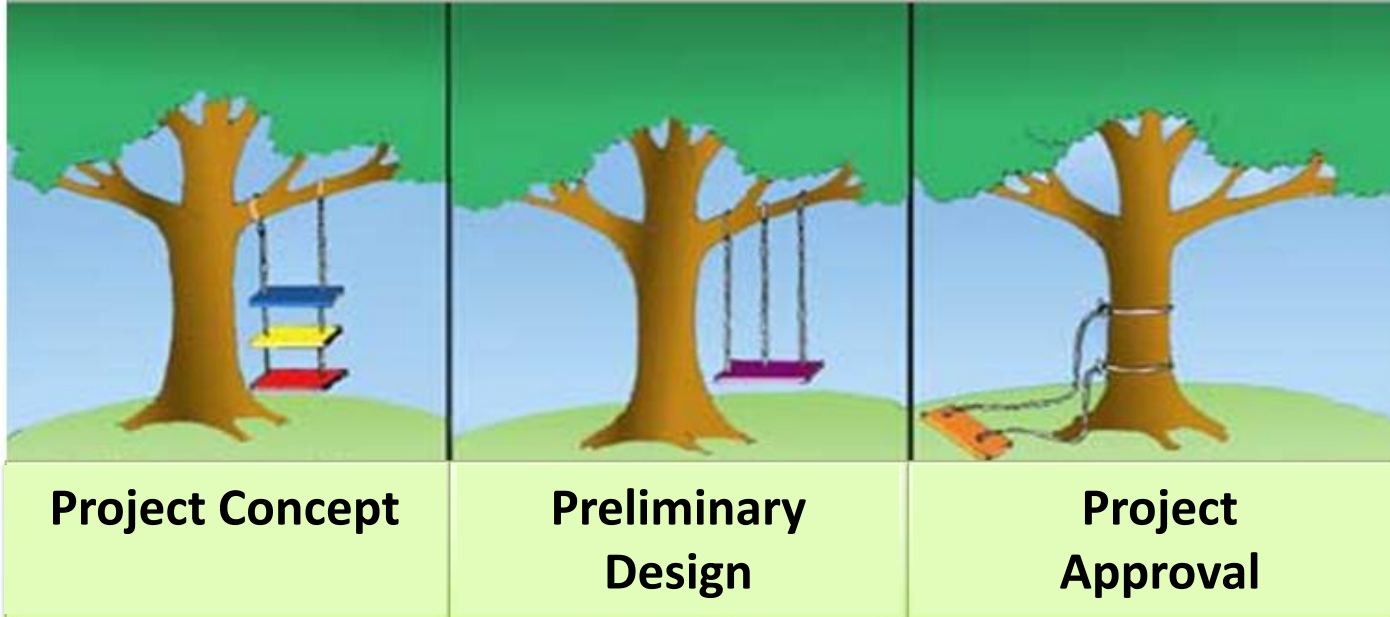 Project Concept
Preliminary
Design
Project
Approval